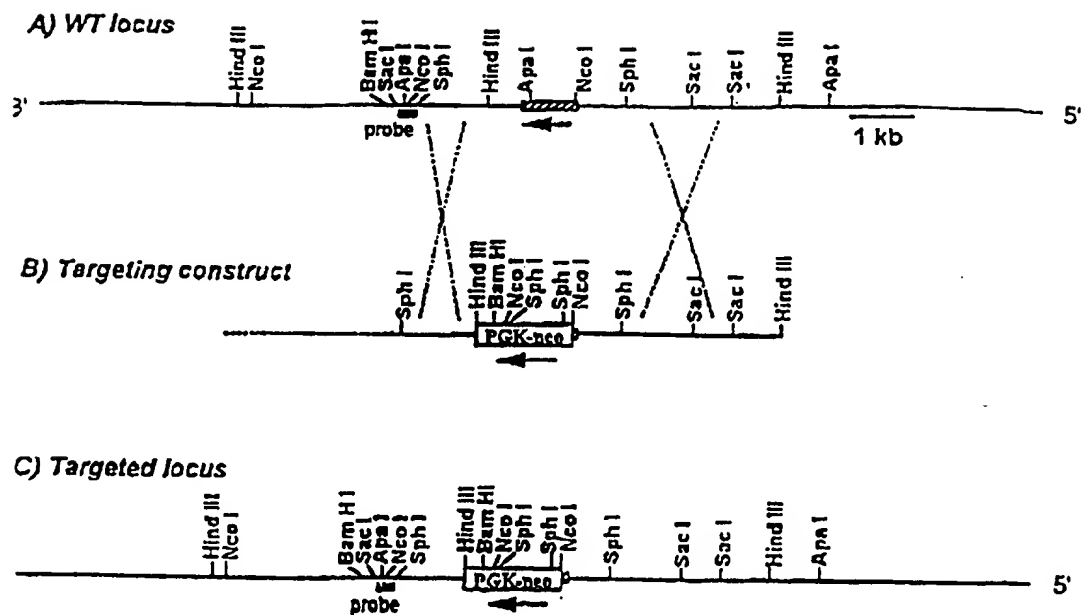 A) WT locus
Hind III
Nco I
Bam HI
Sac I
Apa I
Nco I
Sph I
Hind III
Apa I
Nco I
Sph I
Sac I
Sac I
Hind III
Apa I
3'
5'
probe
1 kb
B) Targeting construct
Sph I
Hind III
Bam HI
Nco I
Sph I
Sph I
Nco I
Sph I
Sac I
Sac I
Hind III
PGK-neo
C) Targeted locus
Hind III
Nco I
Bam H I
Sac I
Apa I
Nco I
Sph I
Hind III
Bam HI
Nco I
Sph I
Sph I
Nco I
Sph I
Sac I
Sac I
Hind III
Apa I
PGK-neo
5'
probe